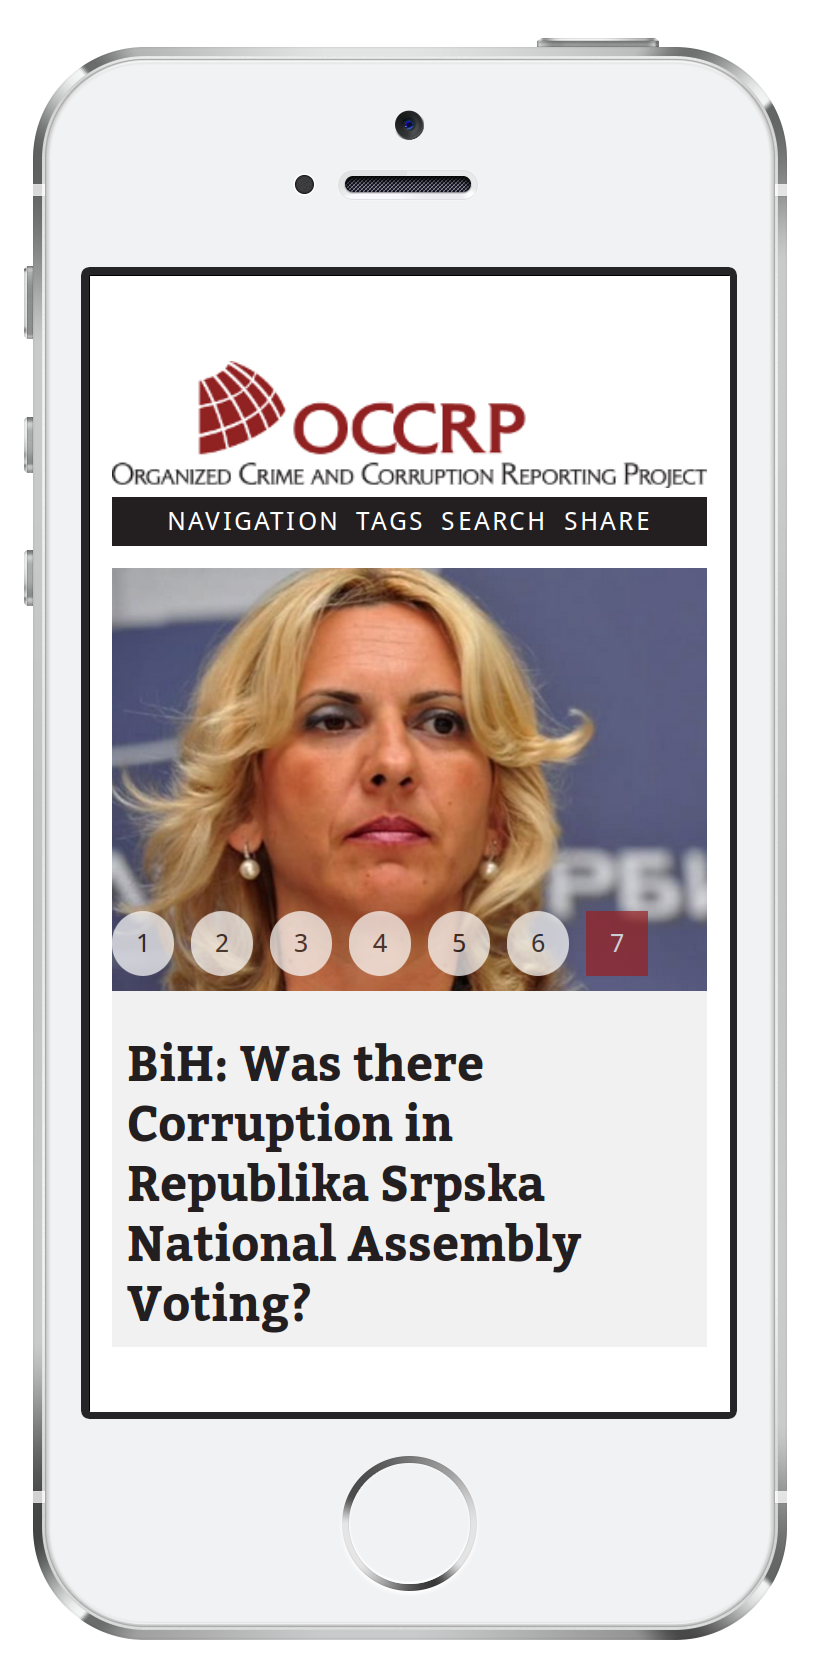 OCCRP
ORGANIZED CRIME AND CORRUPTION REPORTING PROJECT
NAVIGATION TAGS SEARCH SHARE
РБИ
1 2 3 4 5 6 7
BiH: Was there
Corruption in
Republika Srpska
National Assembly
Voting?